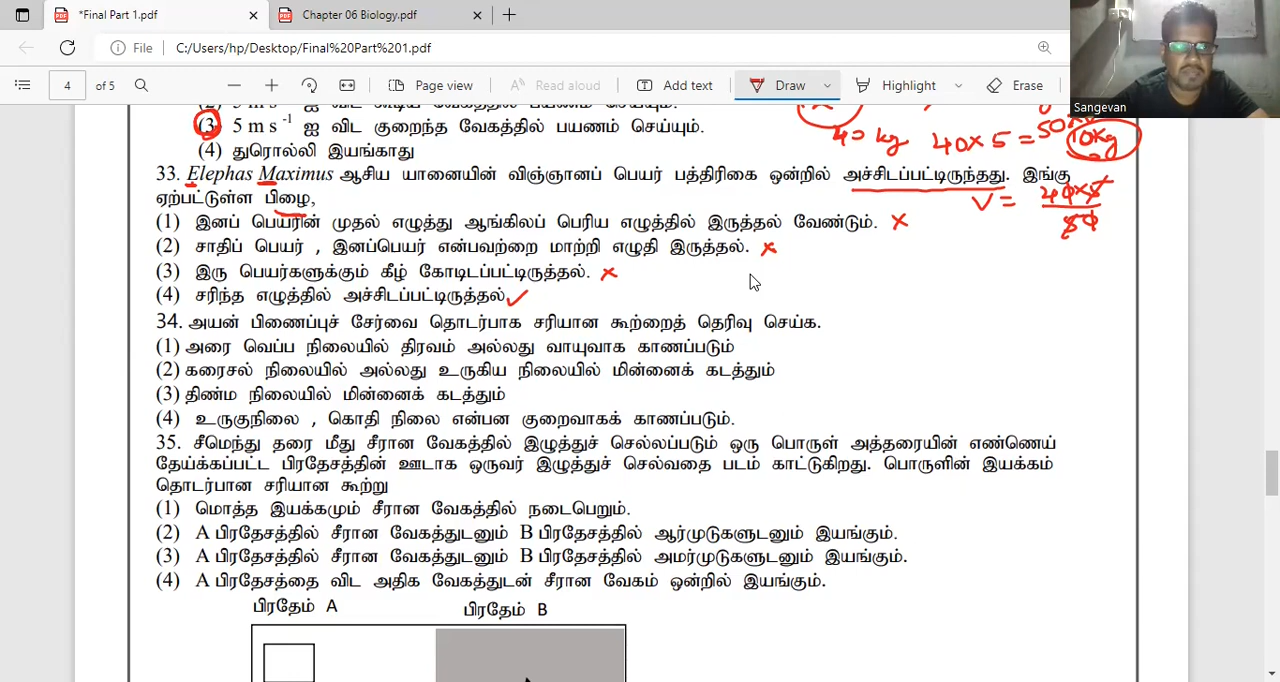 *Final Part 1.pdf
Chapter 06 Biology.pdf
File
C:/Users/hp/Desktop/Final%20Part%201.pdf
4 of 5
Page view
Read aloud
Add text
Draw
Highlight
Erase
Sangevan
(3) 5 m s⁻¹ ஐ விட குறைந்த வேகத்தில் பயணம் செய்யும்.
40 kg 40 x 5 = 50
10Kg
(4) துரொல்லி இயங்காது
33. Elephas Maximus ஆசிய யானையின் விஞ்ஞானப் பெயர் பத்திரிகை ஒன்றில் அச்சிடப்பட்டிருந்தது. இங்கு
ஏற்பட்டுள்ள பிழை,
V = 40x5
50
(1) இனப் பெயரின் முதல் எழுத்து ஆங்கிலப் பெரிய எழுத்தில் இருத்தல் வேண்டும்.
(2) சாதிப் பெயர் , இனப்பெயர் என்பவற்றை மாற்றி எழுதி இருத்தல்.
(3) இரு பெயர்களுக்கும் கீழ் கோடிடப்பட்டிருத்தல்.
(4) சரிந்த எழுத்தில் அச்சிடப்பட்டிருத்தல்
34. அயன் பிணைப்புச் சேர்வை தொடர்பாக சரியான கூற்றைத் தெரிவு செய்க.
(1) அரை வெப்ப நிலையில் திரவம் அல்லது வாயுவாக காணப்படும்
(2) கரைசல் நிலையில் அல்லது உருகிய நிலையில் மின்னைக் கடத்தும்
(3) திண்ம நிலையில் மின்னைக் கடத்தும்
(4) உருகுநிலை , கொதி நிலை என்பன குறைவாகக் காணப்படும்.
35. சீமெந்து தரை மீது சீரான வேகத்தில் இழுத்துச் செல்லப்படும் ஒரு பொருள் அத்தரையின் எண்ணெய்
தேய்க்கப்பட்ட பிரதேசத்தின் ஊடாக ஒருவர் இழுத்துச் செல்வதை படம் காட்டுகிறது. பொருளின் இயக்கம்
தொடர்பான சரியான கூற்று
(1) மொத்த இயக்கமும் சீரான வேகத்தில் நடைபெறும்.
(2) A பிரதேசத்தில் சீரான வேகத்துடனும் B பிரதேசத்தில் ஆர்முடுகளுடனும் இயங்கும்.
(3) A பிரதேசத்தில் சீரான வேகத்துடனும் B பிரதேசத்தில் அமர்முடுகளுடனும் இயங்கும்.
(4) A பிரதேசத்தை விட அதிக வேகத்துடன் சீரான வேகம் ஒன்றில் இயங்கும்.
பிரதேம் A
பிரதேம் B